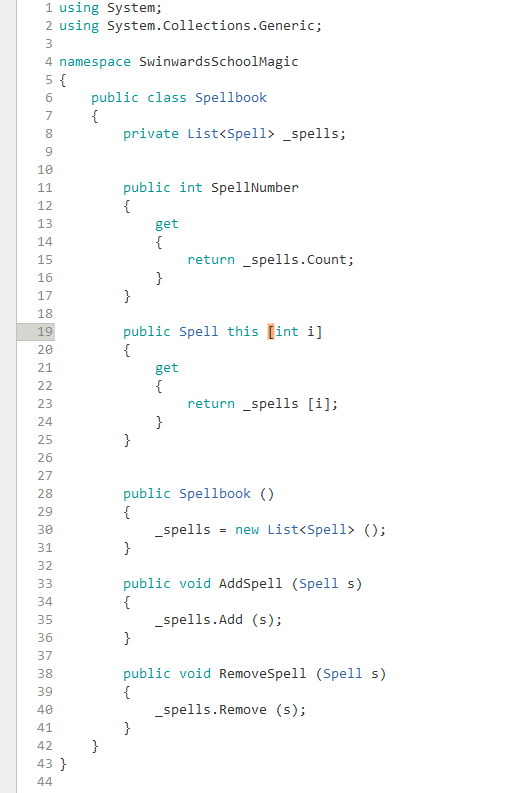 1 using System;
2 using System.Collections.Generic;
3
4 namespace SwinwardsSchoolMagic
5 {
6     public class Spellbook
7     {
8         private List<Spell> _spells;
9
10
11         public int SpellNumber
12         {
13             get
14             {
15                 return _spells.Count;
16             }
17         }
18
19         public Spell this [int i]
20         {
21             get
22             {
23                 return _spells [i];
24             }
25         }
26
27
28         public Spellbook ()
29         {
30             _spells = new List<Spell> ();
31         }
32
33         public void AddSpell (Spell s)
34         {
35             _spells.Add (s);
36         }
37
38         public void RemoveSpell (Spell s)
39         {
40             _spells.Remove (s);
41         }
42     }
43 }
44